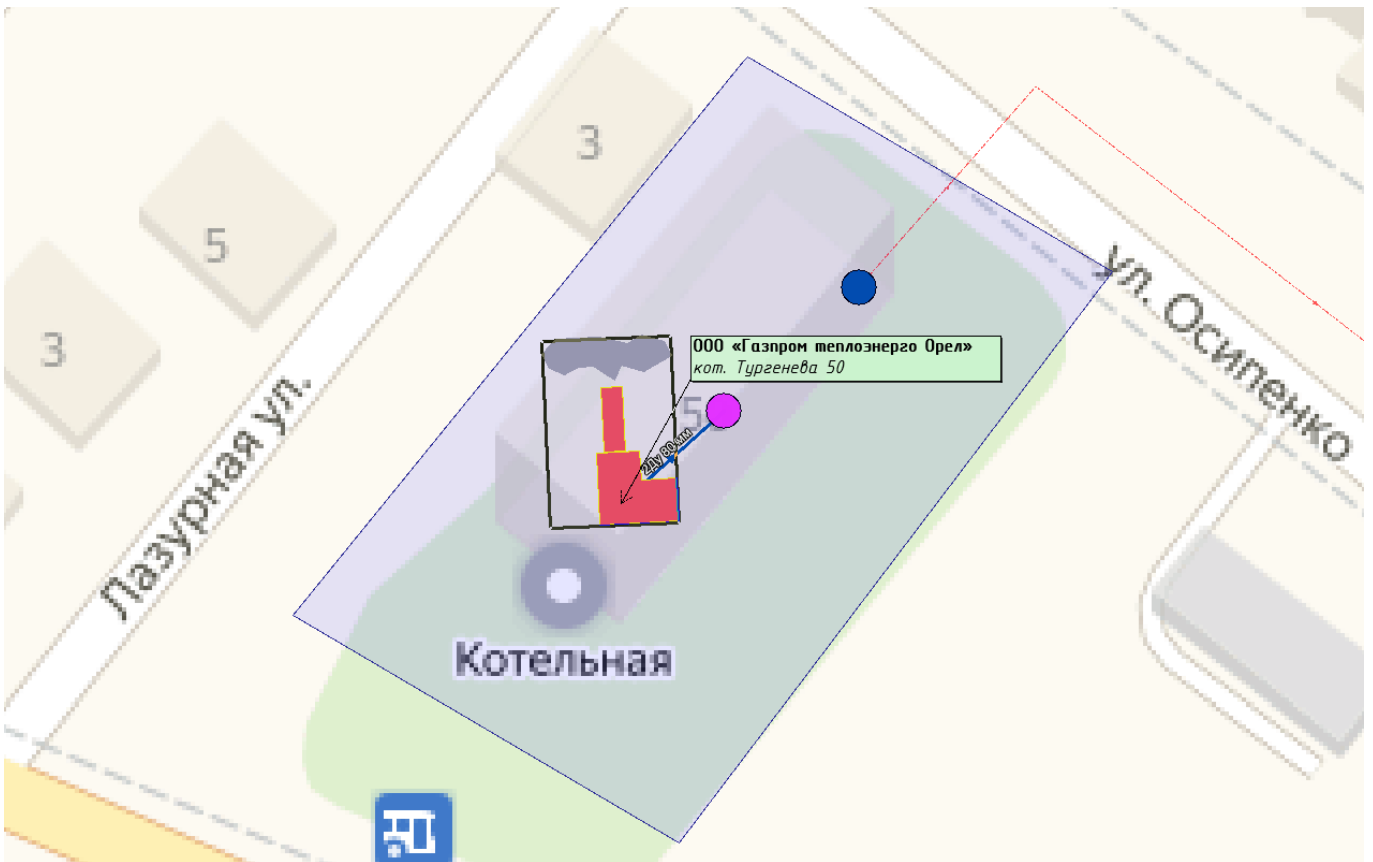 3
5
3
ул. Осипенко
ООО «Газпром теплоэнерго Орел»
кот. Тургенева 50
5
2Ду 80 мм
Лазурная ул.
Котельная